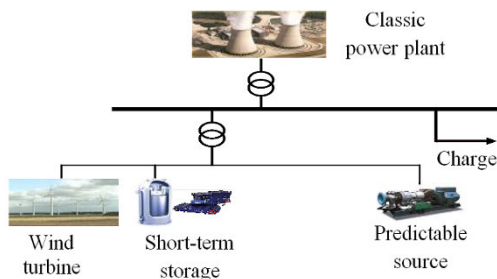 Classic
power plant
Charge
Wind
turbine
Short-term
storage
Predictable
source